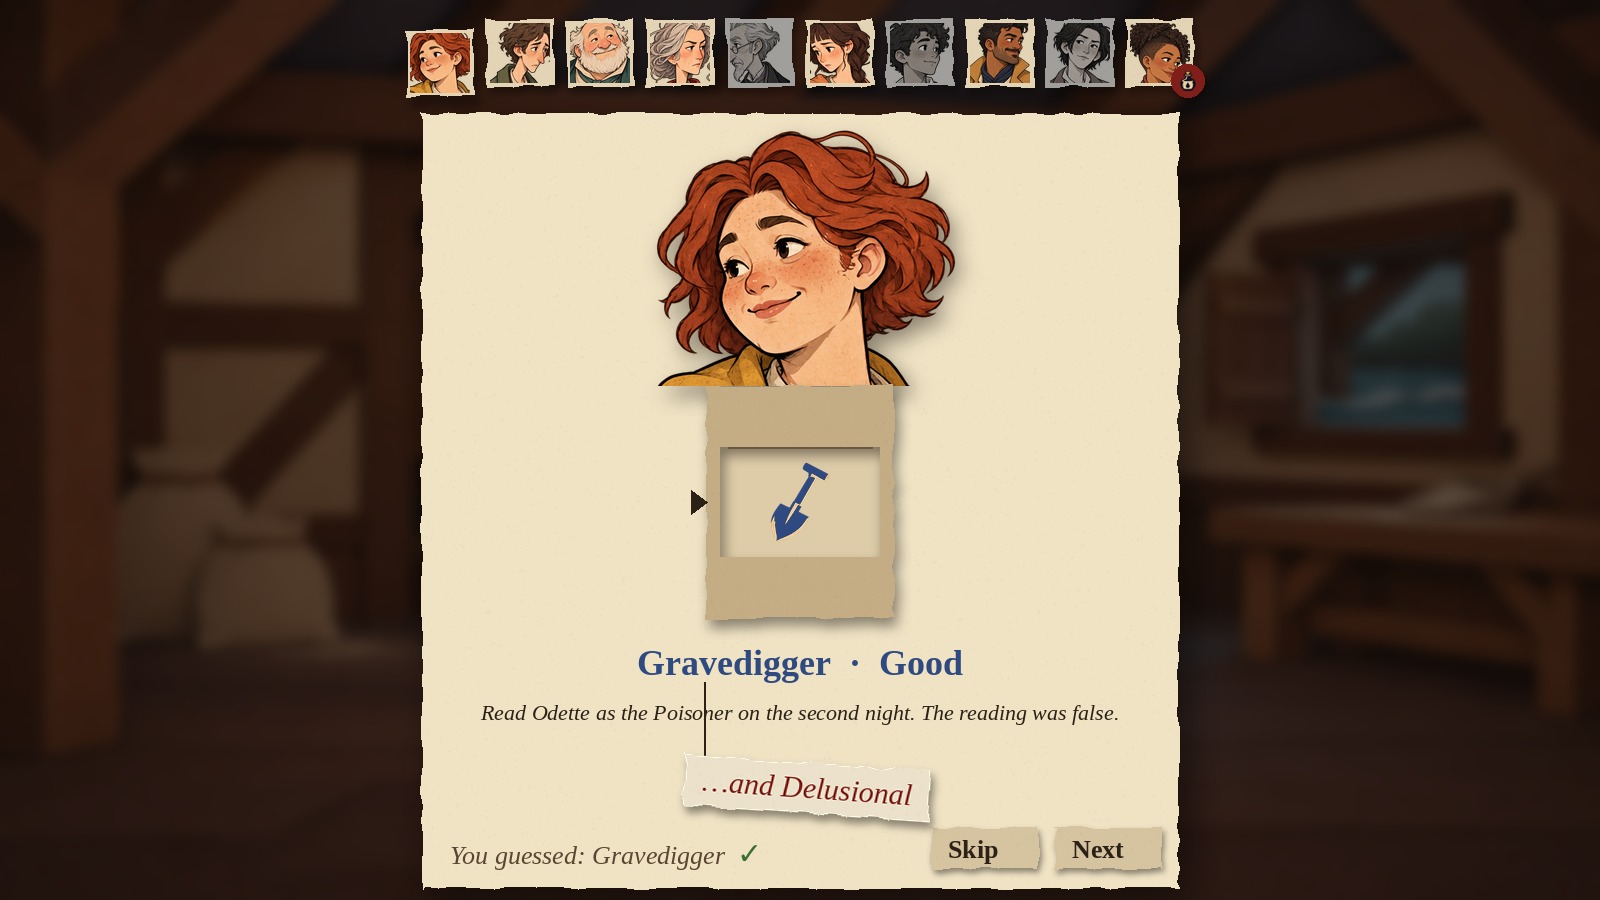 Gravedigger · Good
Read Odette as the Poisoner on the second night. The reading was false.
…and Delusional
You guessed: Gravedigger ✓
Skip
Next